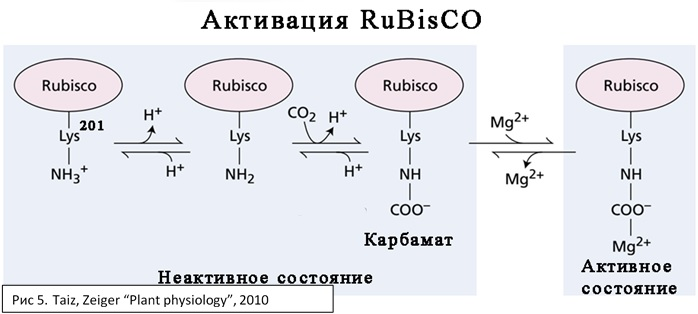 Активация RuBisCO
Rubisco Rubisco Rubisco Rubisco
Lys 201 H+ Lys CO2 H+ Lys Mg2+ Lys
NH3+ H+ NH2 H+ NH Mg2+ NH
COO− COO−
Карбамат Mg2+
Неактивное состояние
Активное
состояние
Рис 5. Taiz, Zeiger “Plant physiology”, 2010